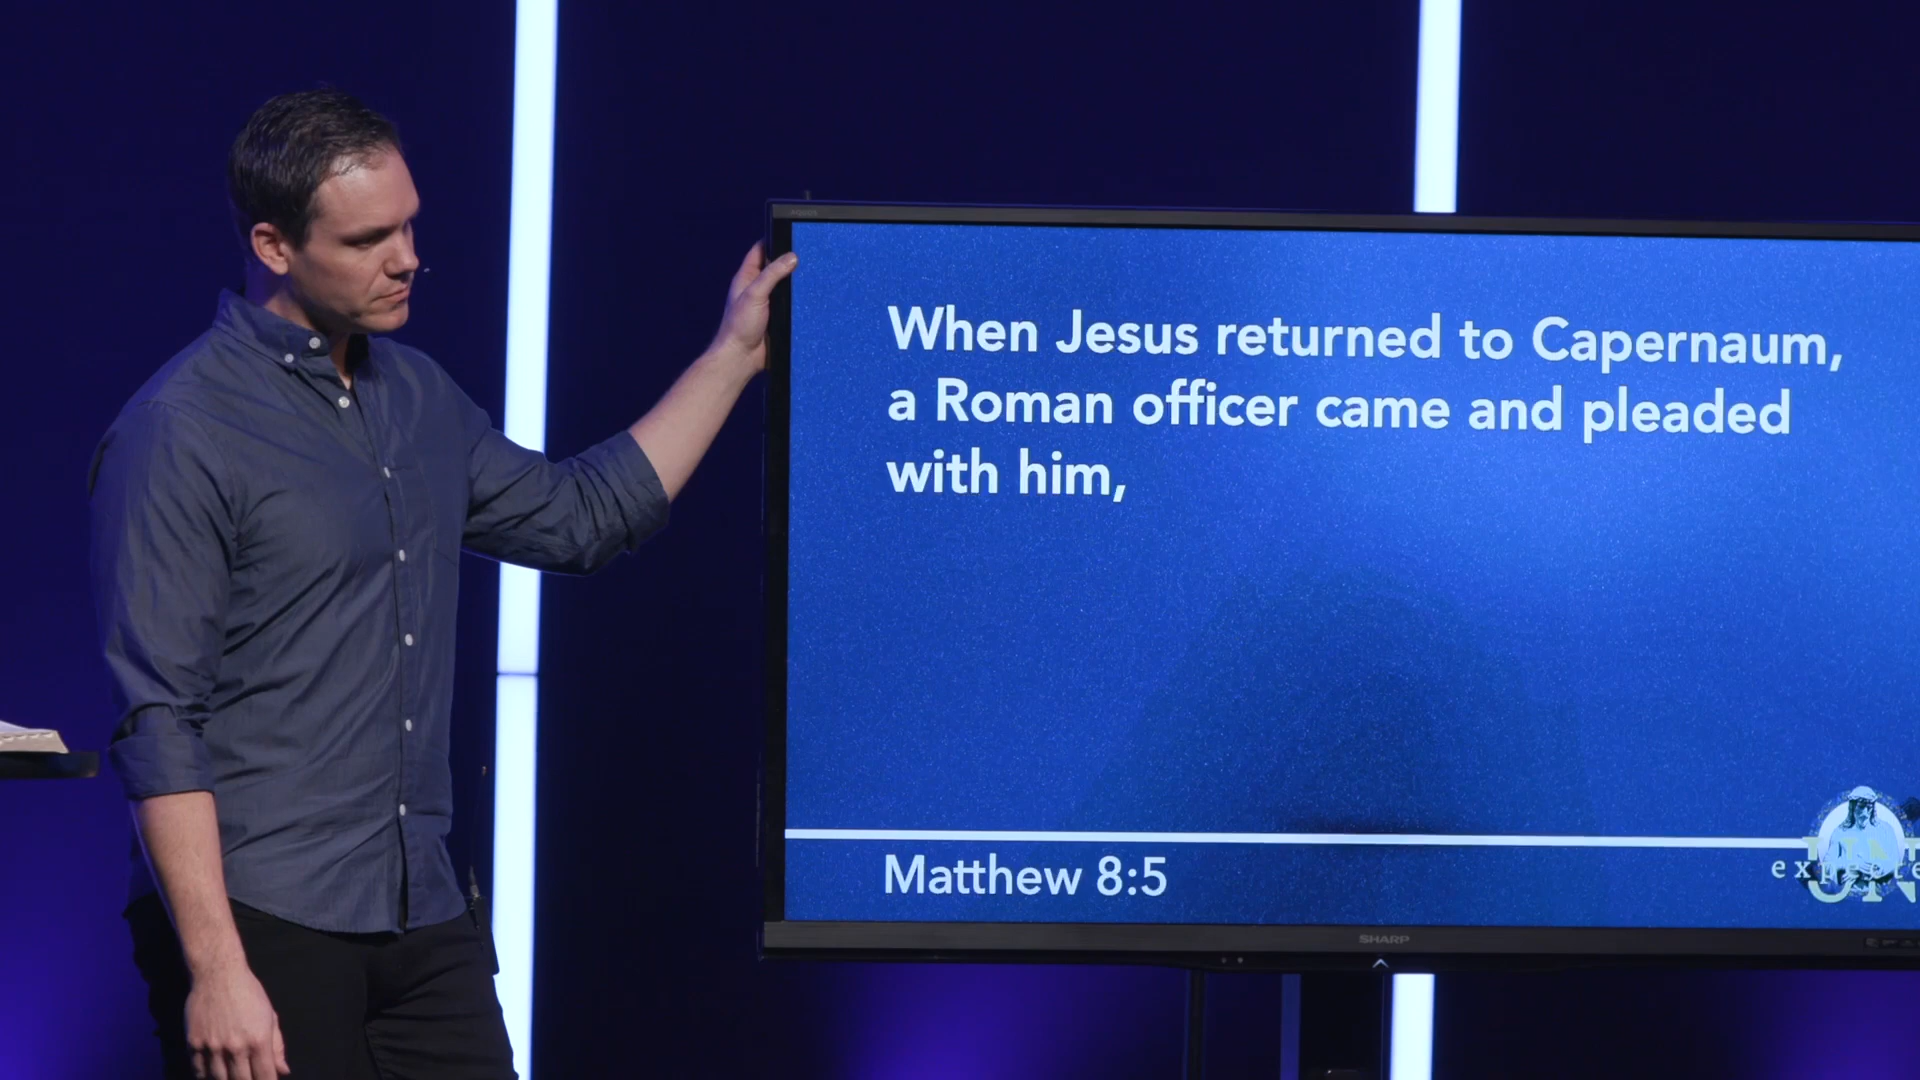 When Jesus returned to Capernaum,
a Roman officer came and pleaded
with him,
Matthew 8:5
SHARP